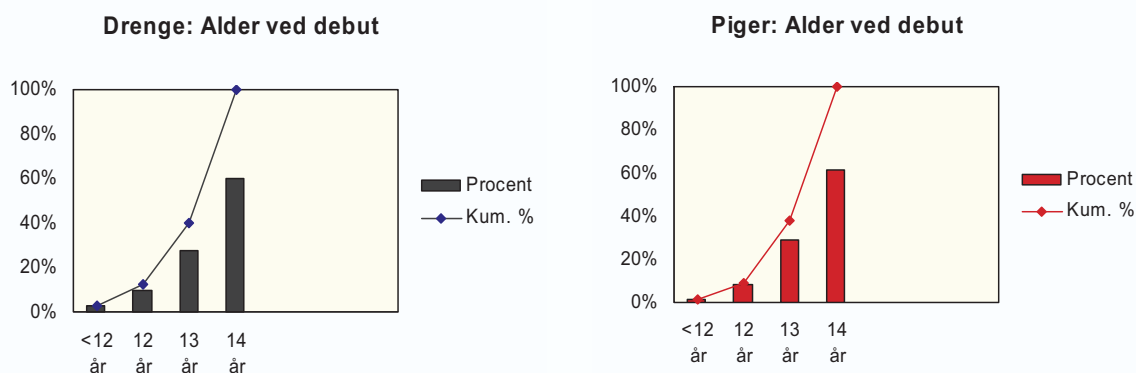 Drenge: Alder ved debut
100%
80%
60%
40%
20%
0%
<12 år
12 år
13 år
14 år
Procent
Kum. %
Piger: Alder ved debut
100%
80%
60%
40%
20%
0%
<12 år
12 år
13 år
14 år
Procent
Kum. %